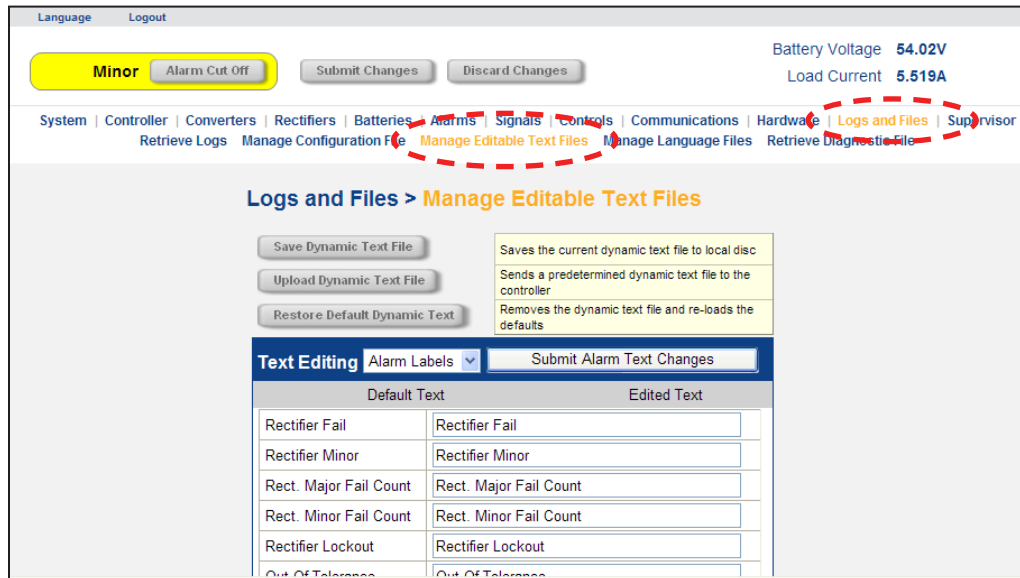 Language Logout
Battery Voltage 54.02V
Minor Alarm Cut Off Submit Changes Discard Changes
Load Current 5.519A
System | Controller | Converters | Rectifiers | Batteries | Alarms | Signals | Controls | Communications | Hardware | Logs and Files | Supervisor
Retrieve Logs Manage Configuration File Manage Editable Text Files Manage Language Files Retrieve Diagnostic File
Logs and Files > Manage Editable Text Files
Save Dynamic Text File
Saves the current dynamic text file to local disc
Upload Dynamic Text File
Sends a predetermined dynamic text file to the
controller
Restore Default Dynamic Text
Removes the dynamic text file and re-loads the
defaults
Text Editing Alarm Labels Submit Alarm Text Changes
Default Text Edited Text
Rectifier Fail Rectifier Fail
Rectifier Minor Rectifier Minor
Rect. Major Fail Count Rect. Major Fail Count
Rect. Minor Fail Count Rect. Minor Fail Count
Rectifier Lockout Rectifier Lockout
Out Of Tolerance Out Of Tolerance